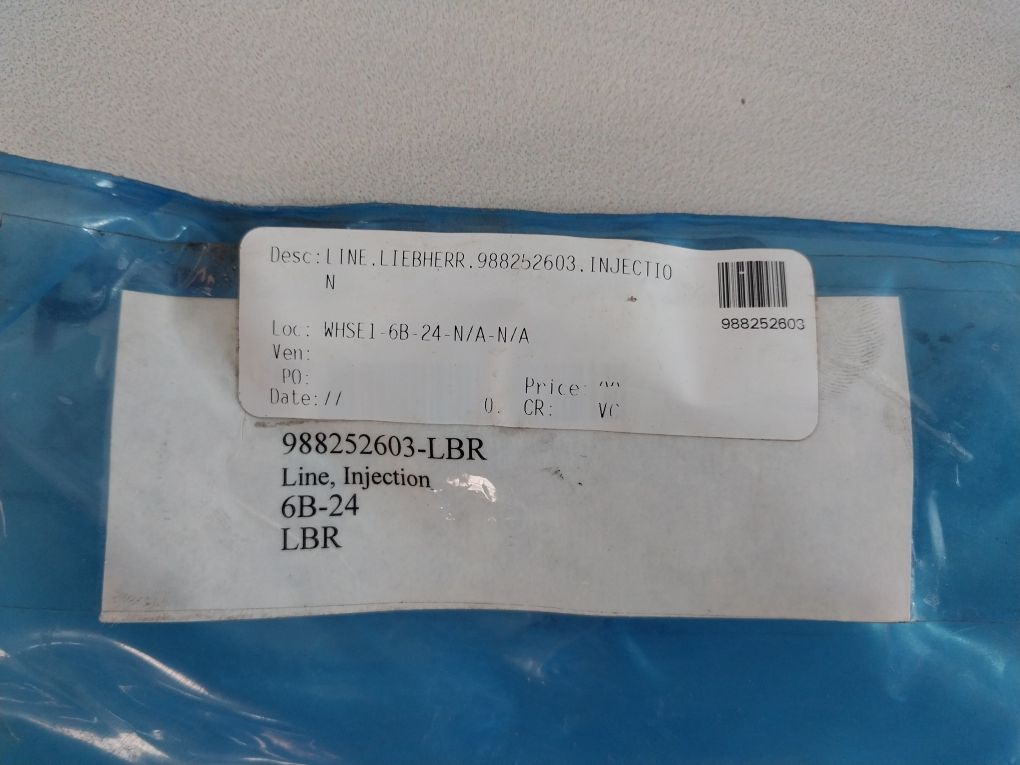 Desc:LINE.LIEBHERR.988252603.INJECTIO
N
988252603
Loc: WHSE1-6B-24-N/A-N/A
Ven:
PO:
Price:
Date://
0. CR:
988252603-LBR
Line, Injection
6B-24
LBR